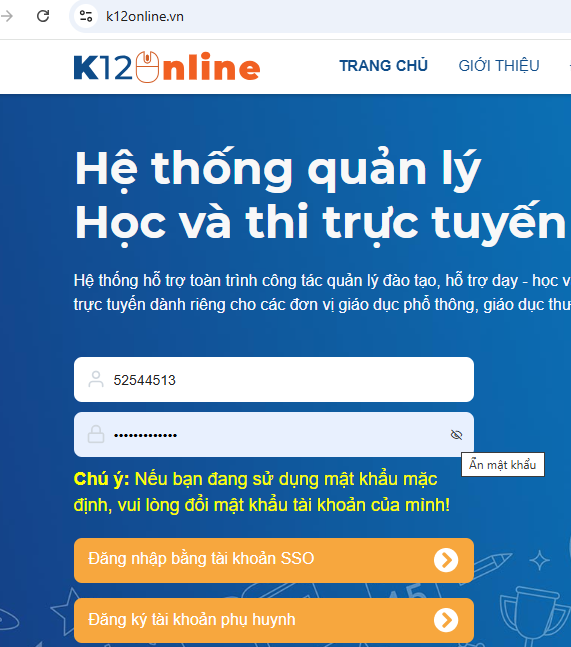 k12online.vn
K12Online
TRANG CHỦ GIỚI THIỆU
Hệ thống quản lý
Học và thi trực tuyến
Hệ thống hỗ trợ toàn trình công tác quản lý đào tạo, hỗ trợ dạy - học v
trực tuyến dành riêng cho các đơn vị giáo dục phổ thông, giáo dục thư
52544513
•••••••••••••
Ẩn mật khẩu
Chú ý: Nếu bạn đang sử dụng mật khẩu mặc
định, vui lòng đổi mật khẩu tài khoản của mình!
Đăng nhập bằng tài khoản SSO
Đăng ký tài khoản phụ huynh